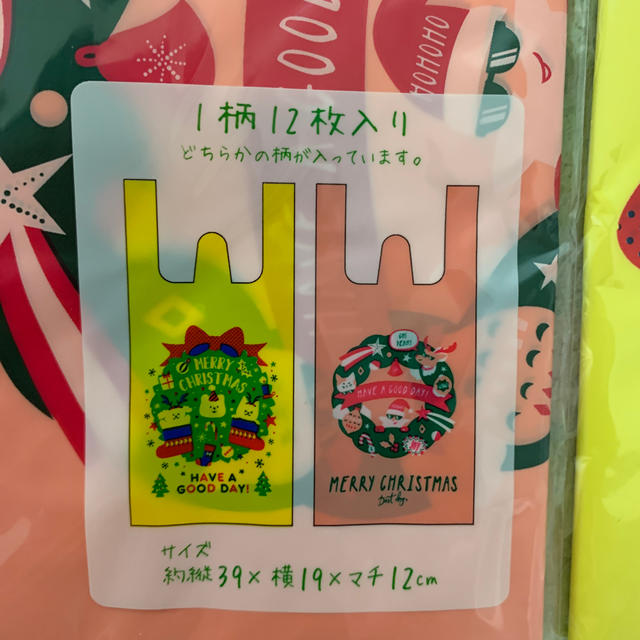 HOHOHO
1柄12枚入り
どちらかの柄が入っています。
MERRY
CHRISTMAS
HAVE A
GOOD DAY!
HAVE A GOOD DAY!
MERRY CHRISTMAS
サイズ
約縦39×横19×マチ12cm